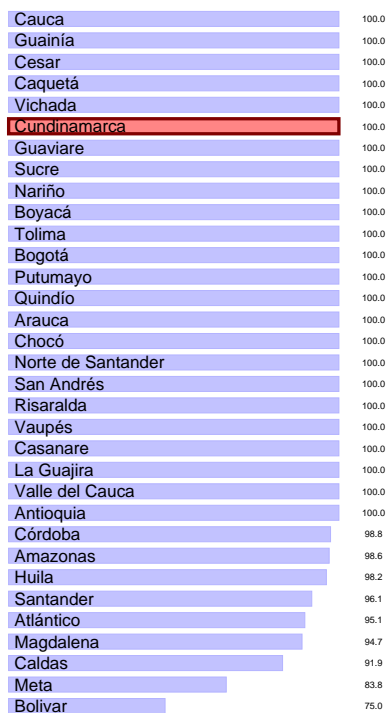 Cauca 100.0
Guainía 100.0
Cesar 100.0
Caquetá 100.0
Vichada 100.0
Cundinamarca 100.0
Guaviare 100.0
Sucre 100.0
Nariño 100.0
Boyacá 100.0
Tolima 100.0
Bogotá 100.0
Putumayo 100.0
Quindío 100.0
Arauca 100.0
Chocó 100.0
Norte de Santander 100.0
San Andrés 100.0
Risaralda 100.0
Vaupés 100.0
Casanare 100.0
La Guajira 100.0
Valle del Cauca 100.0
Antioquia 100.0
Córdoba 98.8
Amazonas 98.6
Huila 98.2
Santander 96.1
Atlántico 95.1
Magdalena 94.7
Caldas 91.9
Meta 83.8
Bolivar 75.0